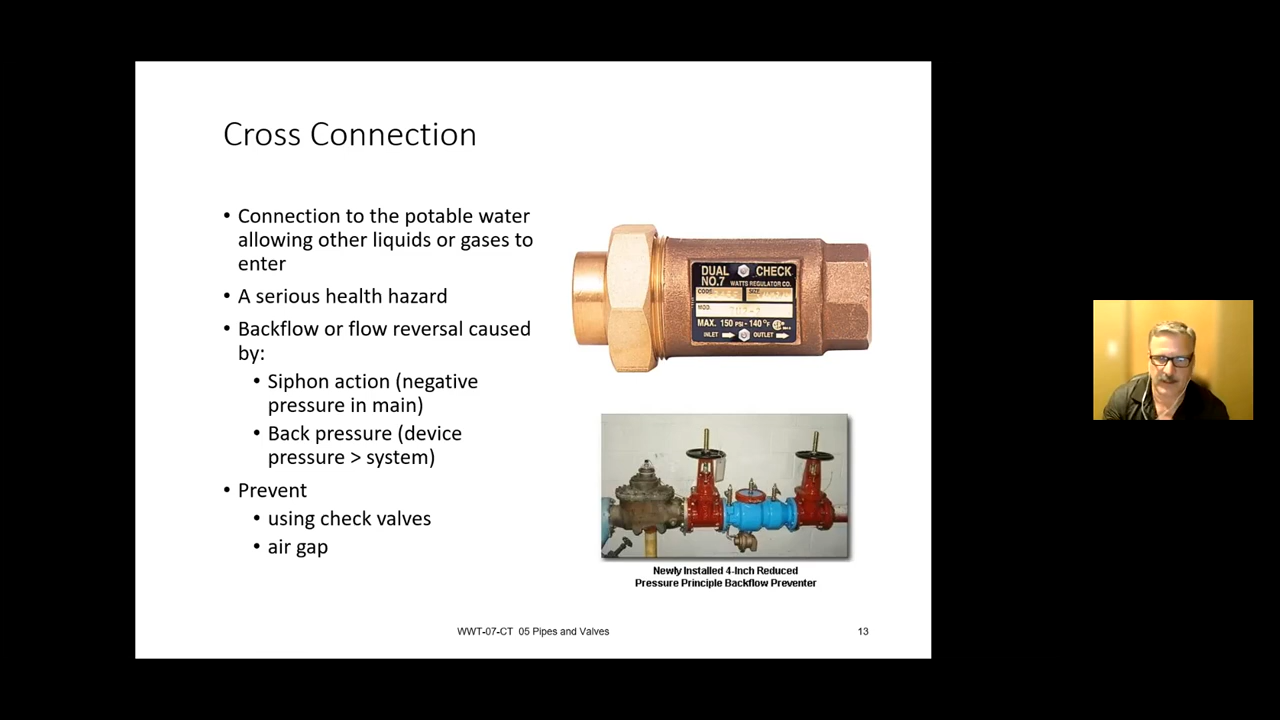 Cross Connection
• Connection to the potable water
allowing other liquids or gases to
enter
• A serious health hazard
• Backflow or flow reversal caused
by:
• Siphon action (negative
pressure in main)
• Back pressure (device
pressure > system)
• Prevent
• using check valves
• air gap
DUAL CHECK
NO.7 WATTS REGULATOR CO.
CODE SIZE
MOD.
MAX. 150 PSI - 140 °F
INLET OUTLET
Newly Installed 4-Inch Reduced
Pressure Principle Backflow Preventer
WWT-07-CT 05 Pipes and Valves
13